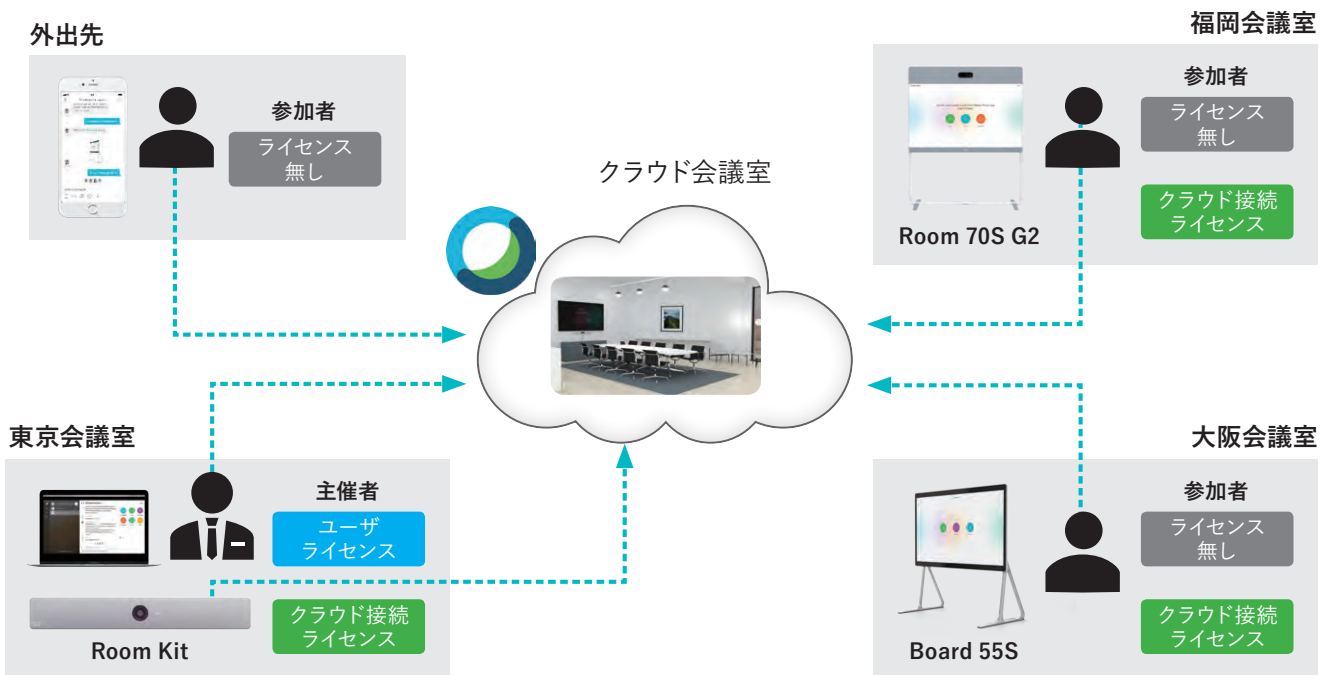 外出先
参加者
ライセンス
無し
福岡会議室
参加者
ライセンス
無し
クラウド接続
ライセンス
Room 70S G2
クラウド会議室
東京会議室
主催者
ユーザ
ライセンス
クラウド接続
ライセンス
Room Kit
大阪会議室
参加者
ライセンス
無し
クラウド接続
ライセンス
Board 55S